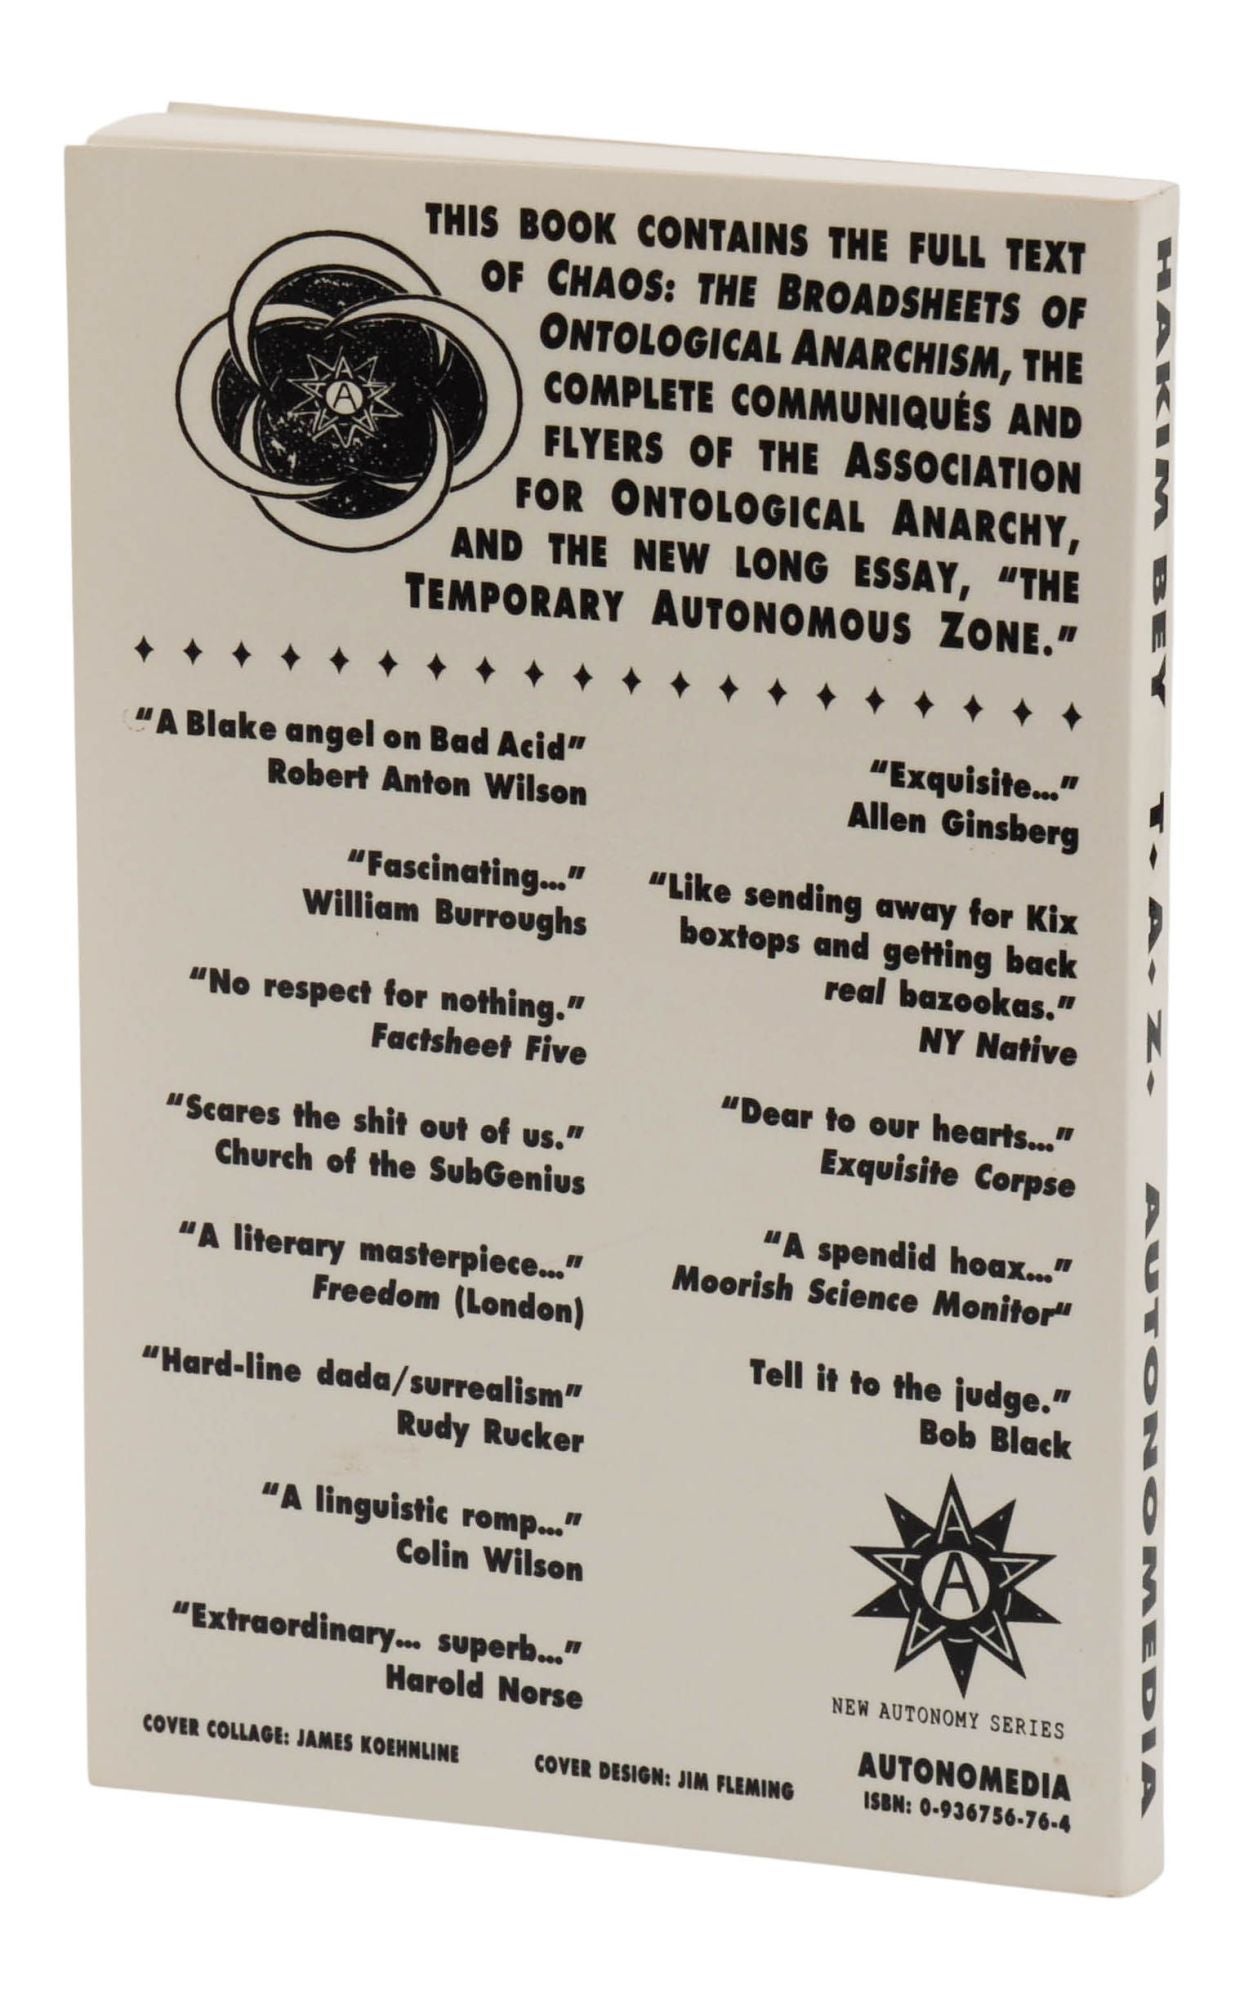 THIS BOOK CONTAINS THE FULL TEXT
OF CHAOS: THE BROADSHEETS OF
ONTOLOGICAL ANARCHISM, THE
COMPLETE COMMUNIQUÉS AND
FLYERS OF THE ASSOCIATION
FOR ONTOLOGICAL ANARCHY,
AND THE NEW LONG ESSAY, “THE
TEMPORARY AUTONOMOUS ZONE.”
A
“A Blake angel on Bad Acid”
Robert Anton Wilson
“Fascinating...”
William Burroughs
“No respect for nothing.”
Factsheet Five
“Scares the shit out of us.”
Church of the SubGenius
“A literary masterpiece...”
Freedom (London)
“Hard-line dada/surrealism”
Rudy Rucker
“A linguistic romp...”
Colin Wilson
“Extraordinary... superb...”
Harold Norse
“Exquisite...”
Allen Ginsberg
“Like sending away for Kix
boxtops and getting back
real bazookas.”
NY Native
“Dear to our hearts...”
Exquisite Corpse
“A spendid hoax...”
Moorish Science Monitor“
Tell it to the judge.”
Bob Black
A
NEW AUTONOMY SERIES
COVER COLLAGE: JAMES KOEHNLINE
COVER DESIGN: JIM FLEMING
AUTONOMEDIA
ISBN: 0-936756-76-4
HAKIM BEY T. A. Z. AUTONOMEDIA